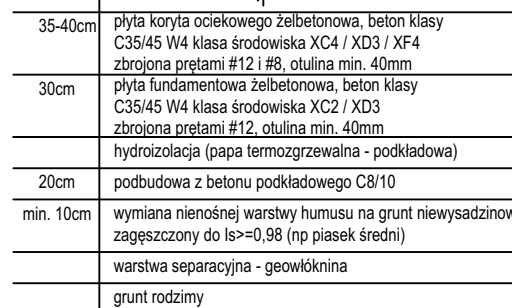 35-40cm płyta koryta ociekowego żelbetonowa, beton klasy
C35/45 W4 klasa środowiska XC4 / XD3 / XF4
zbrojona prętami #12 i #8, otulina min. 40mm
30cm płyta fundamentowa żelbetonowa, beton klasy
C35/45 W4 klasa środowiska XC2 / XD3
zbrojona prętami #12, otulina min. 40mm
hydroizolacja (papa termozgrzewalna - podkładowa)
20cm podbudowa z betonu podkładowego C8/10
min. 10cm wymiana nienośnej warstwy humusu na grunt niewysadzinow
zagęszczony do Is>=0,98 (np piasek średni)
warstwa separacyjna - geowłóknina
grunt rodzimy